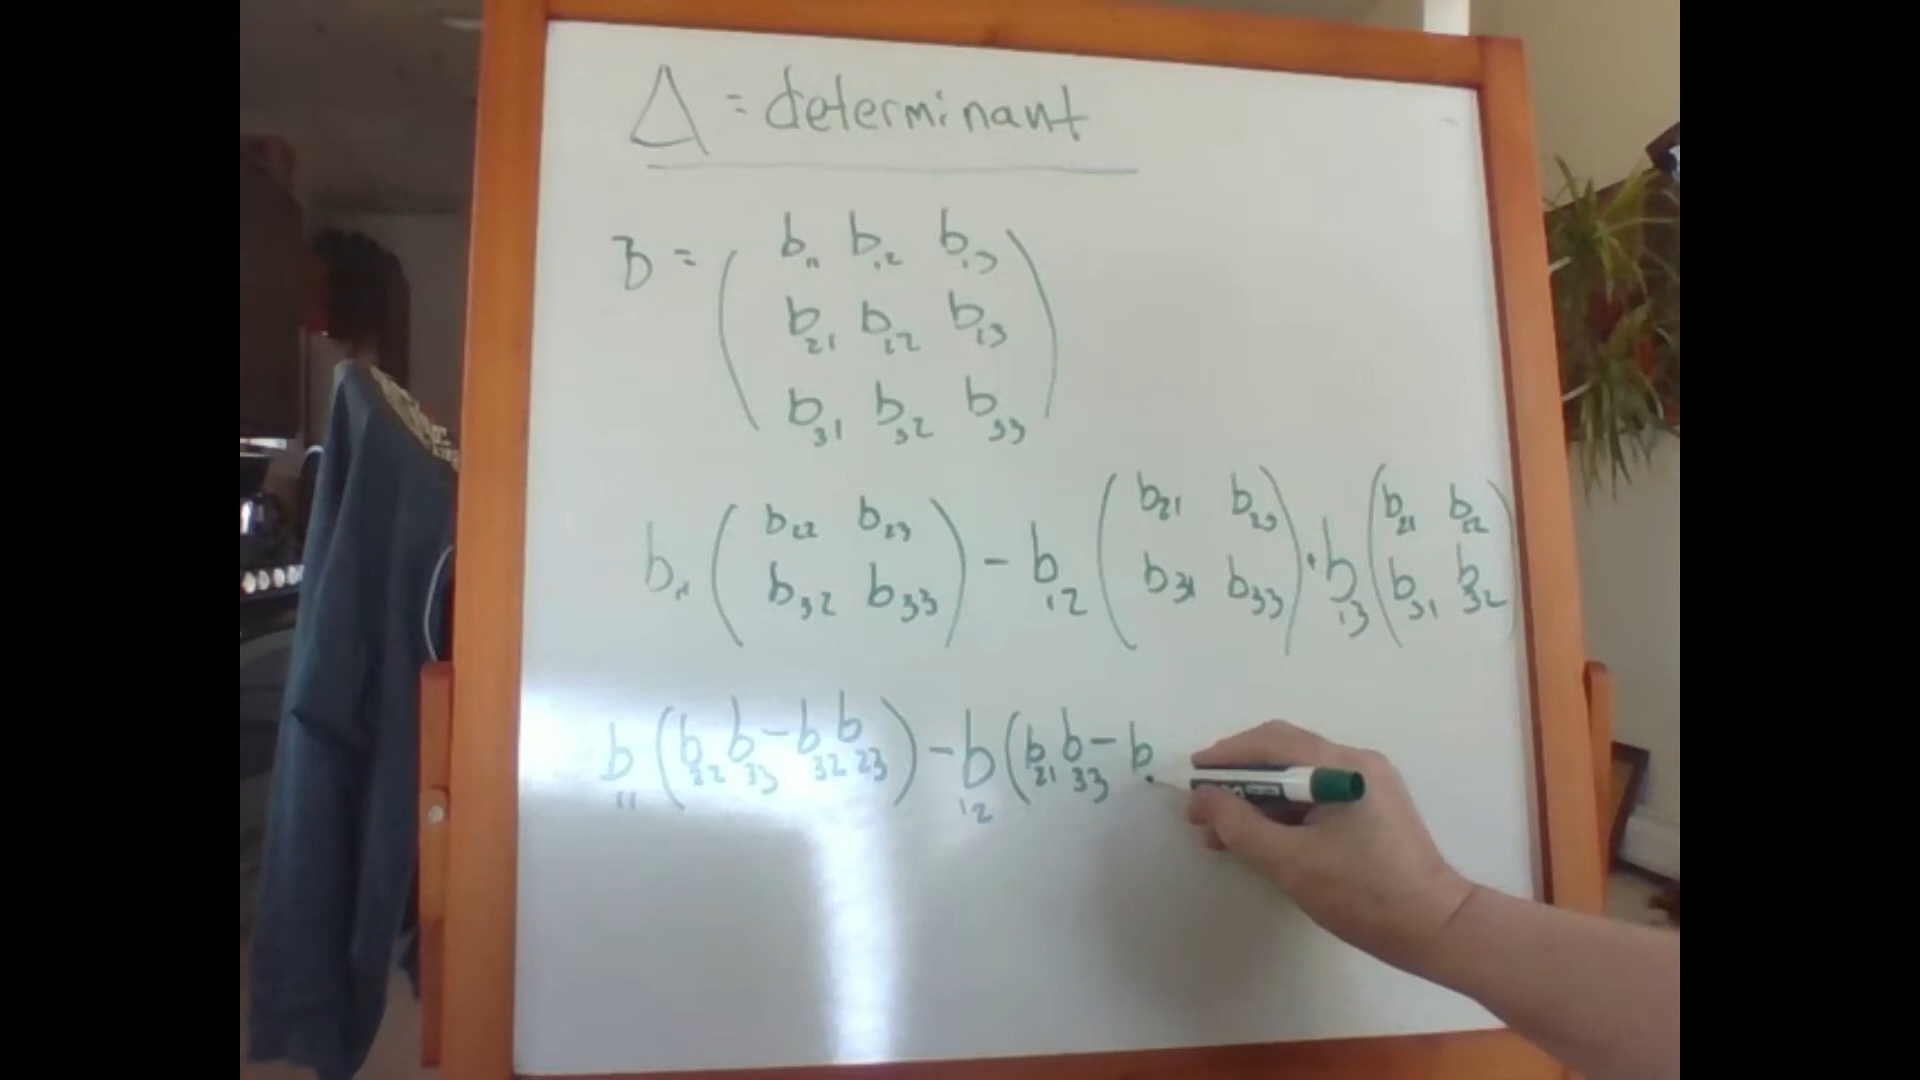 Δ = determinant
B = ( b₁₁ b₁₂ b₁₃
b₂₁ b₂₂ b₂₃
b₃₁ b₃₂ b₃₃ )
b₁₁ ( b₂₂ b₂₃ b₃₂ b₃₃ ) - b₁₂ ( b₂₁ b₂₃ b₃₁ b₃₃ ) · b₁₃ ( b₂₁ b₂₂ b₃₁ b₃₂ )
b₁₁ ( b₂₂ b₃₃ - b₃₂ b₂₃ ) - b₁₂ ( b₂₁ b₃₃ - b